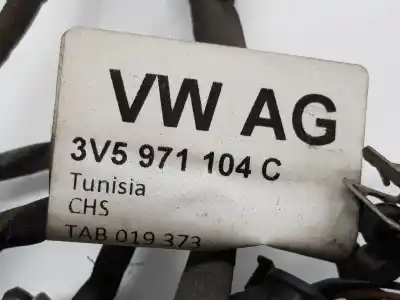 VW AG
3V5 971 104 C
Tunisia
CHS
TAB 019 373